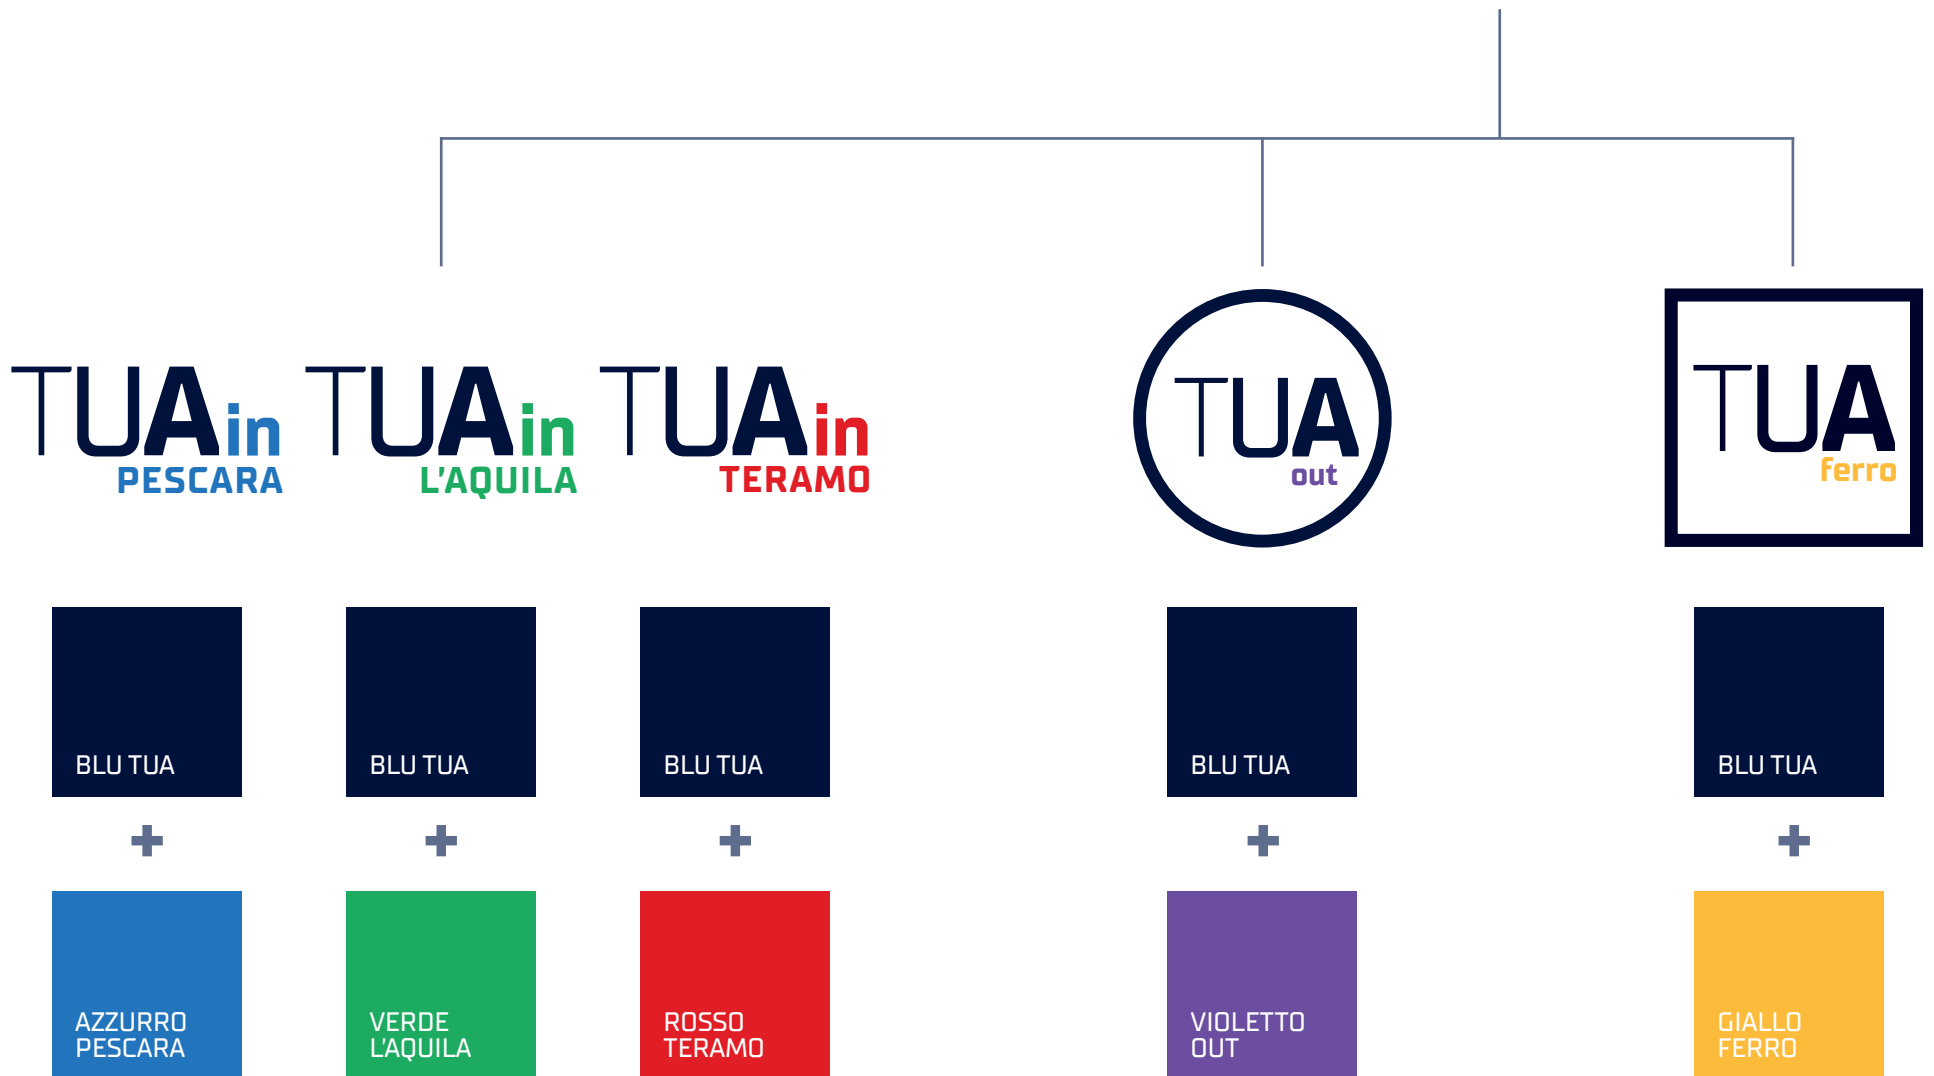 TUAin
PESCARA
TUAin
L'AQUILA
TUAin
TERAMO
TUA
out
TUA
ferro
BLU TUA
BLU TUA
BLU TUA
BLU TUA
BLU TUA
+
+
+
+
+
AZZURRO
PESCARA
VERDE
L'AQUILA
ROSSO
TERAMO
VIOLETTO
OUT
GIALLO
FERRO